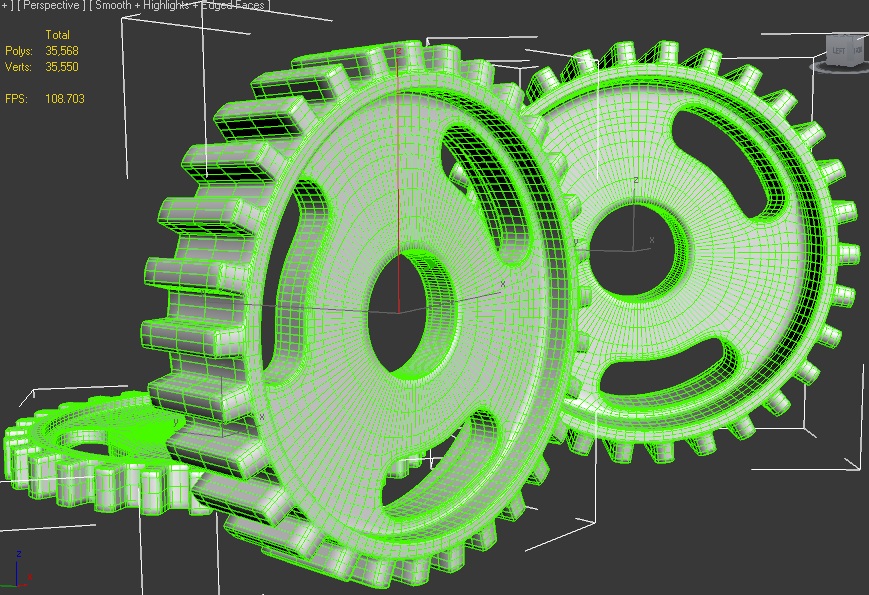 + ] [ Perspective ] [ Smooth + Highlights + Edged Faces ]
Total
Polys: 35,568
Verts: 35,550
FPS: 108.703
z
x
y
x
z
x
y
x
LEFT
z
x